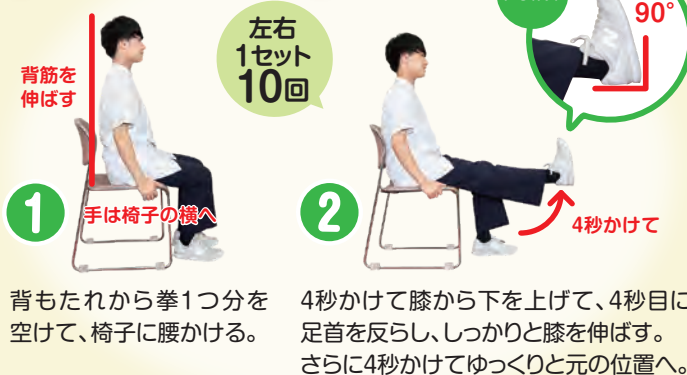 90°
左右
1セット
10回
背筋を
伸ばす
1
手は椅子の横へ
2
4秒かけて
背もたれから拳1つ分を
空けて、椅子に腰かける。
4秒かけて膝から下を上げて、4秒目に
足首を反らし、しっかりと膝を伸ばす。
さらに4秒かけてゆっくりと元の位置へ。